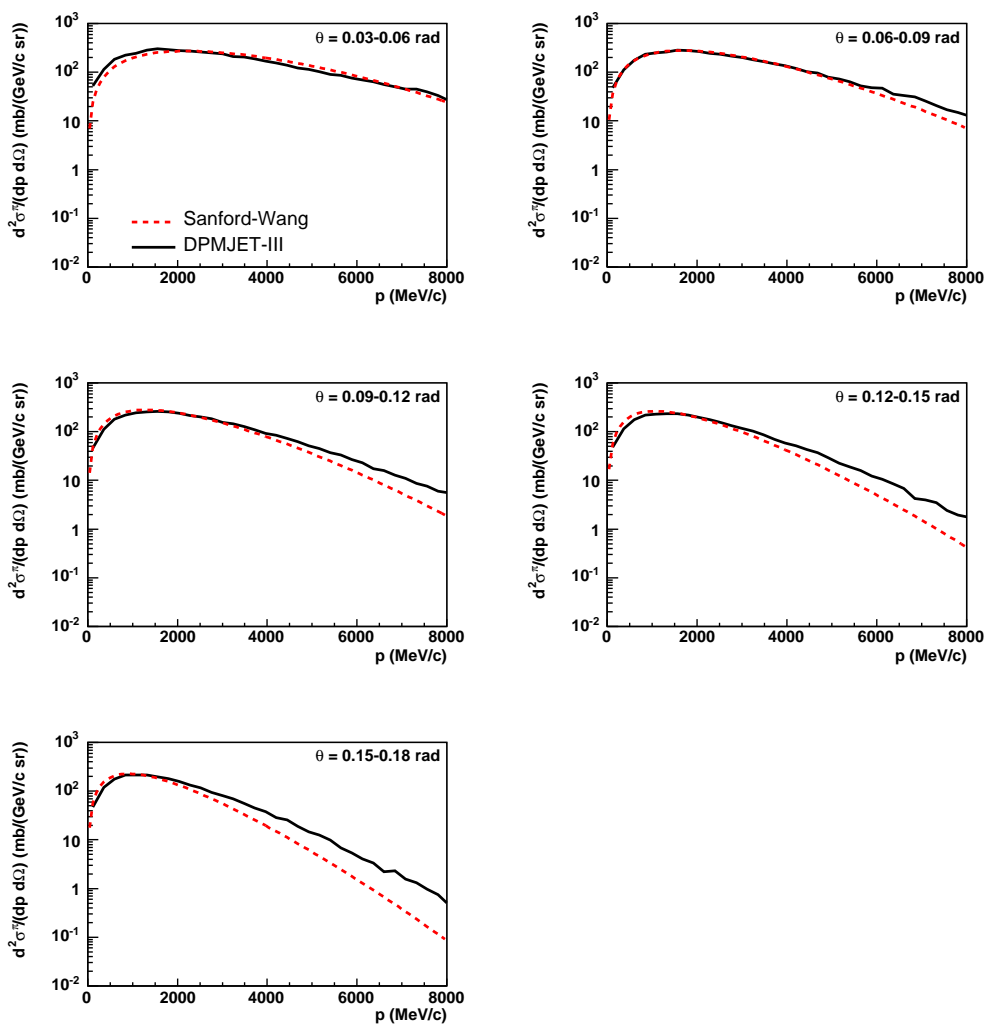 d²σπ/(dp dΩ) (mb/(GeV/c sr))
10³
10²
10
1
10⁻¹
10⁻²
θ = 0.03-0.06 rad
Sanford-Wang
DPMJET-III
0 2000 4000 6000 8000
p (MeV/c)
d²σπ/(dp dΩ) (mb/(GeV/c sr))
10³
10²
10
1
10⁻¹
10⁻²
θ = 0.06-0.09 rad
0 2000 4000 6000 8000
p (MeV/c)
d²σπ/(dp dΩ) (mb/(GeV/c sr))
10³
10²
10
1
10⁻¹
10⁻²
θ = 0.09-0.12 rad
0 2000 4000 6000 8000
p (MeV/c)
d²σπ/(dp dΩ) (mb/(GeV/c sr))
10³
10²
10
1
10⁻¹
10⁻²
θ = 0.12-0.15 rad
0 2000 4000 6000 8000
p (MeV/c)
d²σπ/(dp dΩ) (mb/(GeV/c sr))
10³
10²
10
1
10⁻¹
10⁻²
θ = 0.15-0.18 rad
0 2000 4000 6000 8000
p (MeV/c)